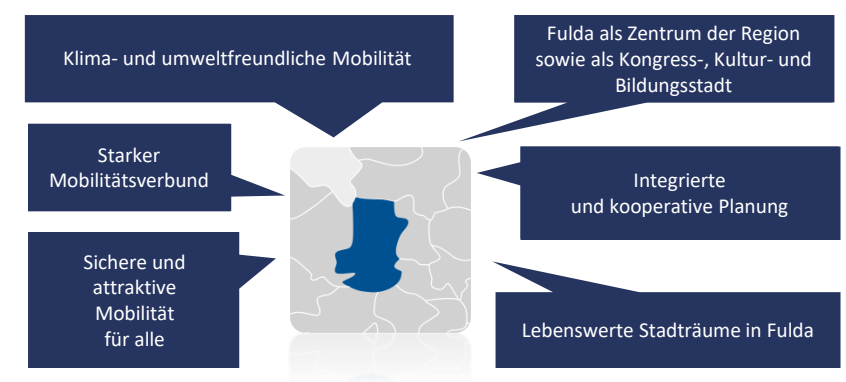 Klima- und umweltfreundliche Mobilität
Fulda als Zentrum der Region
sowie als Kongress-, Kultur- und
Bildungsstadt
Starker
Mobilitätsverbund
Integrierte
und kooperative Planung
Sichere und
attraktive
Mobilität
für alle
Lebenswerte Stadträume in Fulda